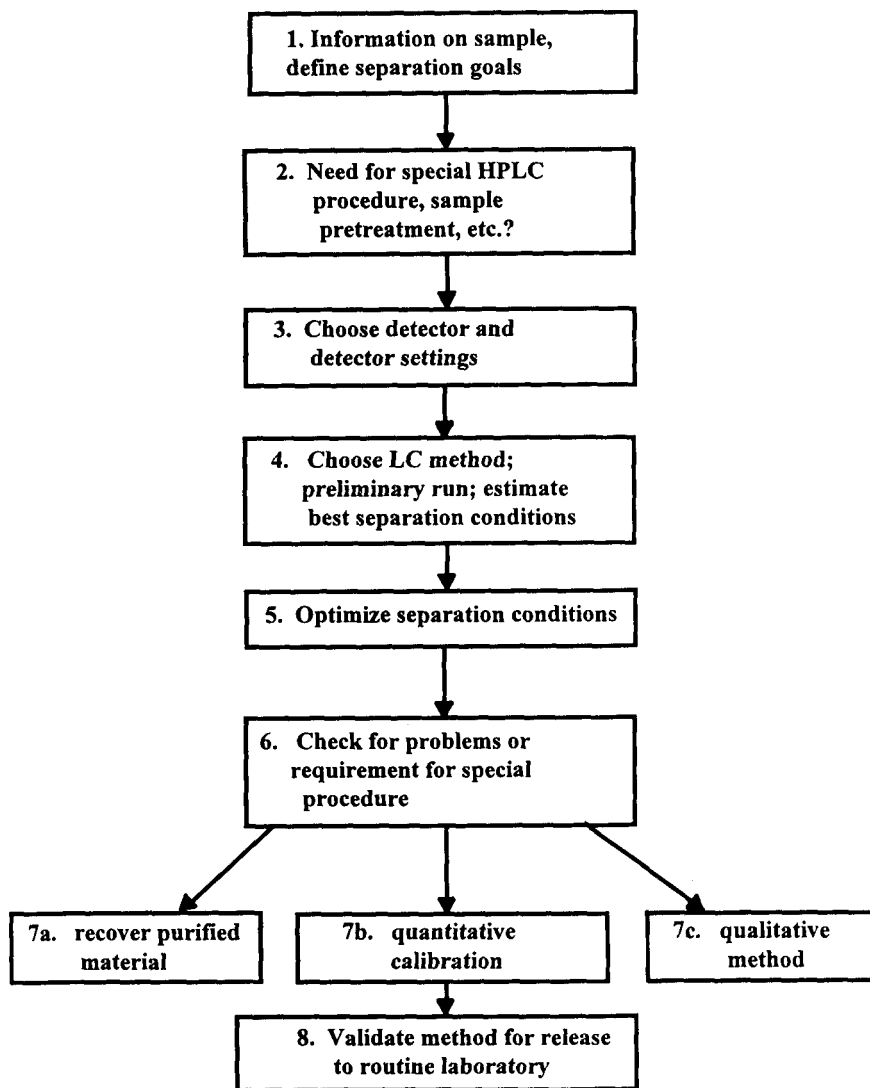 1. Information on sample,
define separation goals
2. Need for special HPLC
procedure, sample
pretreatment, etc.?
3. Choose detector and
detector settings
4. Choose LC method;
preliminary run; estimate
best separation conditions
5. Optimize separation conditions
6. Check for problems or
requirement for special
procedure
7a. recover purified
material
7b. quantitative
calibration
7c. qualitative
method
8. Validate method for release
to routine laboratory